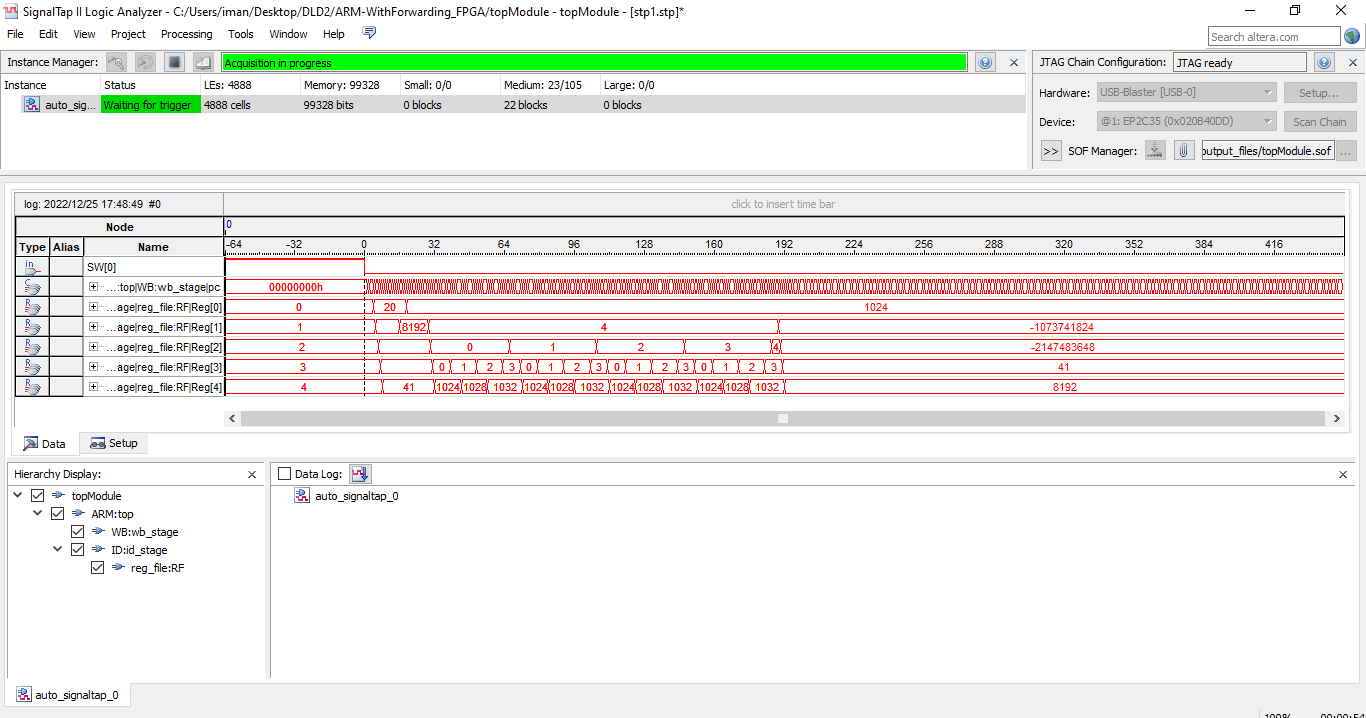 SignalTap II Logic Analyzer - C:/Users/iman/Desktop/DLD2/ARM-WithForwarding_FPGA/topModule - topModule - [stp1.stp]*
File Edit View Project Processing Tools Window Help
Search altera.com
Instance Manager: Acquisition in progress
JTAG Chain Configuration: JTAG ready
Instance Status LEs: 4888 Memory: 99328 Small: 0/0 Medium: 23/105 Large: 0/0
auto_sig... Waiting for trigger 4888 cells 99328 bits 0 blocks 22 blocks 0 blocks
Hardware: USB-Blaster [USB-0] Setup...
Device: @1: EP2C35 (0x020B40DD) Scan Chain
>> SOF Manager: output_files/topModule.sof ...
log: 2022/12/25 17:48:49 #0 click to insert time bar
Node 0
Type Alias Name -64 -32 0 32 64 96 128 160 192 224 256 288 320 352 384 416
in SW[0]
...:top|WB:wb_stage|pc 00000000h
...age|reg_file:RF|Reg[0] 0 20 1024
...age|reg_file:RF|Reg[1] 1 8192 4 -1073741824
...age|reg_file:RF|Reg[2] 2 0 1 2 3 4 -2147483648
...age|reg_file:RF|Reg[3] 3 0 1 2 3 0 1 2 3 0 1 2 3 0 1 2 3 41
...age|reg_file:RF|Reg[4] 4 41 1024 1028 1032 1024 1028 1032 1024 1028 1032 1024 1028 1032 8192
Data Setup
Hierarchy Display:
topModule
ARM:top
WB:wb_stage
ID:id_stage
reg_file:RF
Data Log:
auto_signaltap_0
auto_signaltap_0
100% 00:00:54